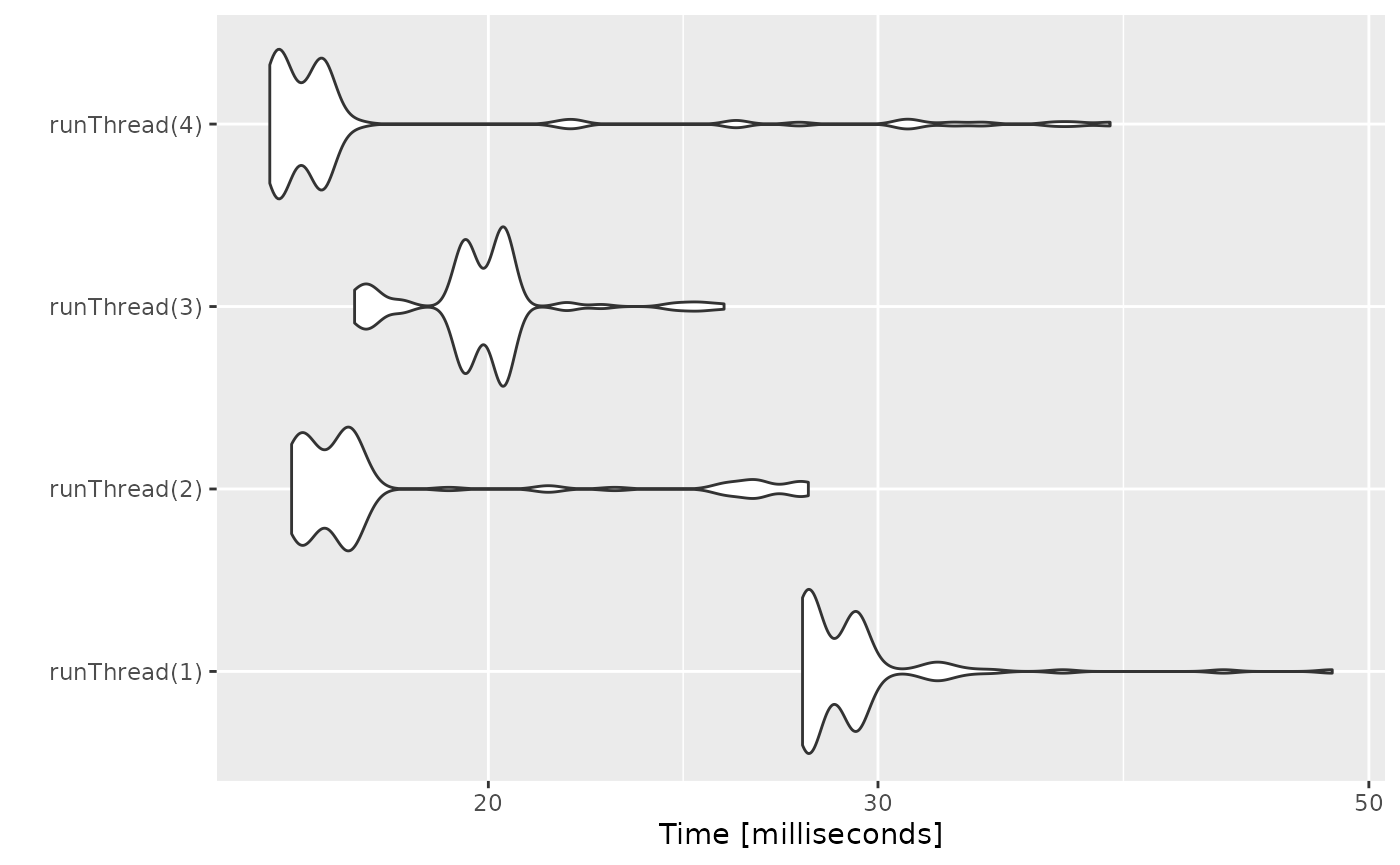 runThread(4)
runThread(3)
runThread(2)
runThread(1)
20 30 50
Time [milliseconds]